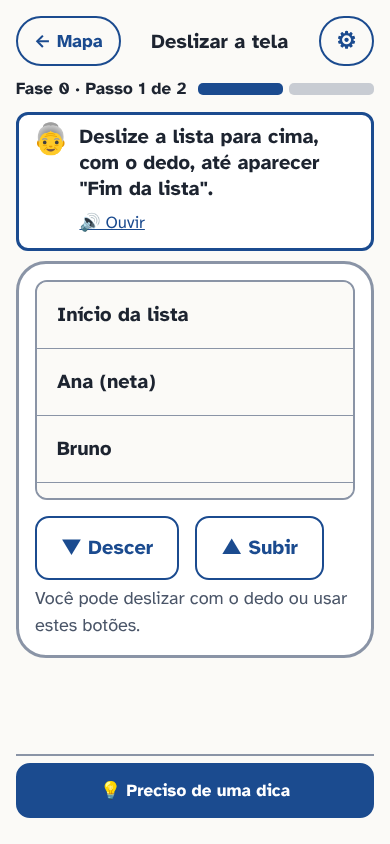 ← Mapa
Deslizar a tela
Fase 0 · Passo 1 de 2
Deslize a lista para cima,
com o dedo, até aparecer
"Fim da lista".
🔊 Ouvir
Início da lista
Ana (neta)
Bruno
▼ Descer
▲ Subir
Você pode deslizar com o dedo ou usar
estes botões.
💡 Preciso de uma dica